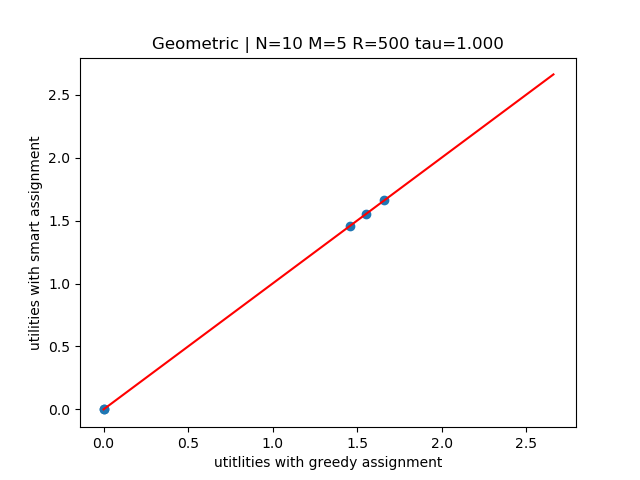 Geometric | N=10 M=5 R=500 tau=1.000
utilities with smart assignment
2.5
2.0
1.5
1.0
0.5
0.0
0.0 0.5 1.0 1.5 2.0 2.5
utitlities with greedy assignment